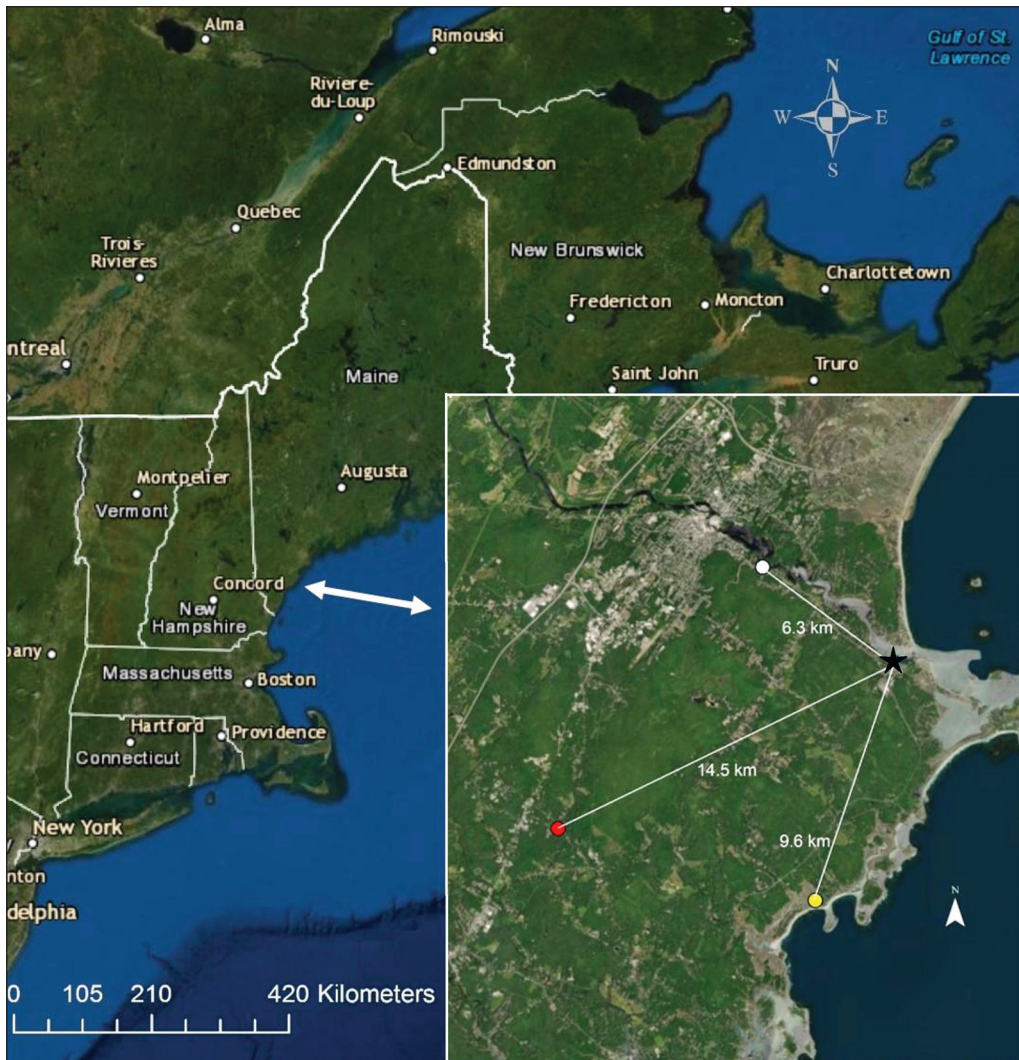 Alma
Rimouski
Gulf of St.
Lawrence
Riviere-
du-Loup
N
W
E
S
Edmundston
Quebec
New Brunswick
Trois-
Rivieres
Charlottetown
Fredericton
Moncton
ntreal
Maine
Saint John
Truro
Augusta
Montpelier
Vermont
Concord
New
Hampshire
6.3 km
bany
Massachusetts
Boston
Hartford
Providence
Connecticut
14.5 km
New York
9.6 km
nton
delphia
N
0 105 210 420 Kilometers